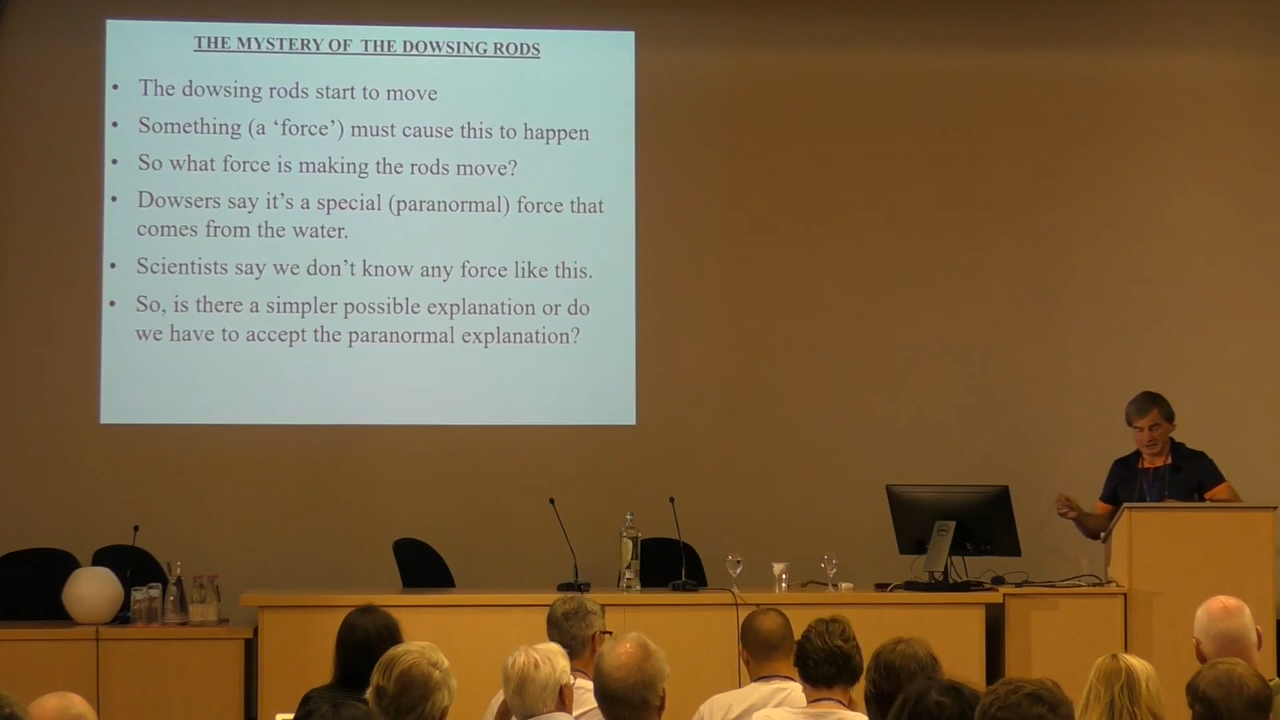 THE MYSTERY OF THE DOWSING RODS
• The dowsing rods start to move
• Something (a ‘force’) must cause this to happen
• So what force is making the rods move?
• Dowsers say it’s a special (paranormal) force that
comes from the water.
• Scientists say we don’t know any force like this.
• So, is there a simpler possible explanation or do
we have to accept the paranormal explanation?